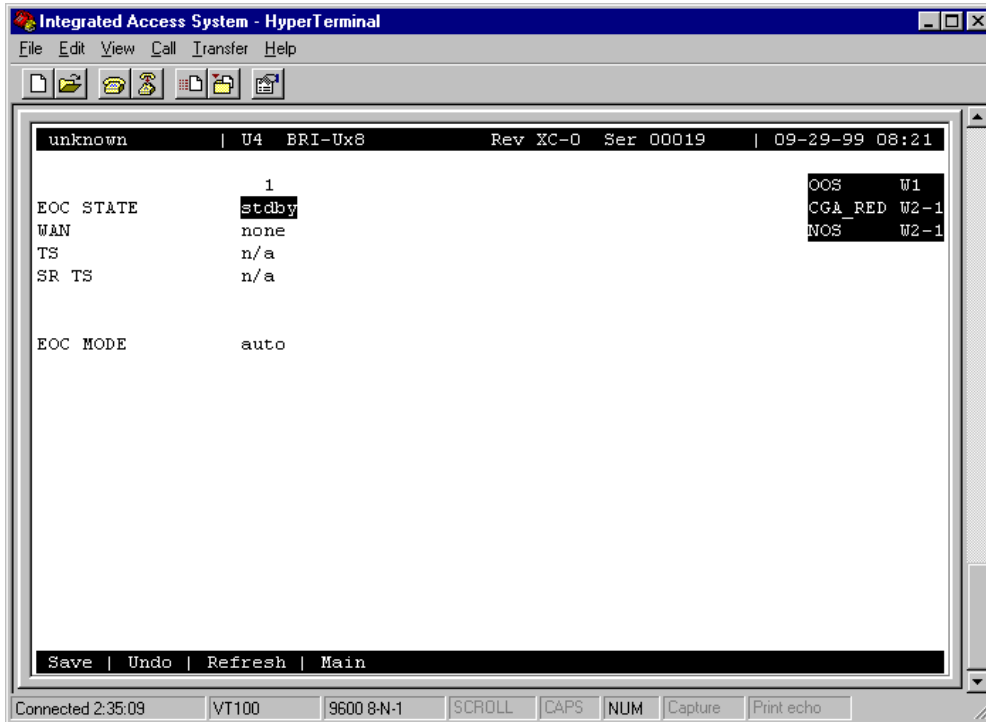 Integrated Access System - HyperTerminal
File Edit View Call Transfer Help
unknown | U4 BRI-Ux8 Rev XC-0 Ser 00019 | 09-29-99 08:21
1 OOS W1
EOC STATE stdby CGA_RED W2-1
WAN none NOS W2-1
TS n/a
SR TS n/a
EOC MODE auto
Save | Undo | Refresh | Main
Connected 2:35:09 VT100 9600 8-N-1 SCROLL CAPS NUM Capture Print echo